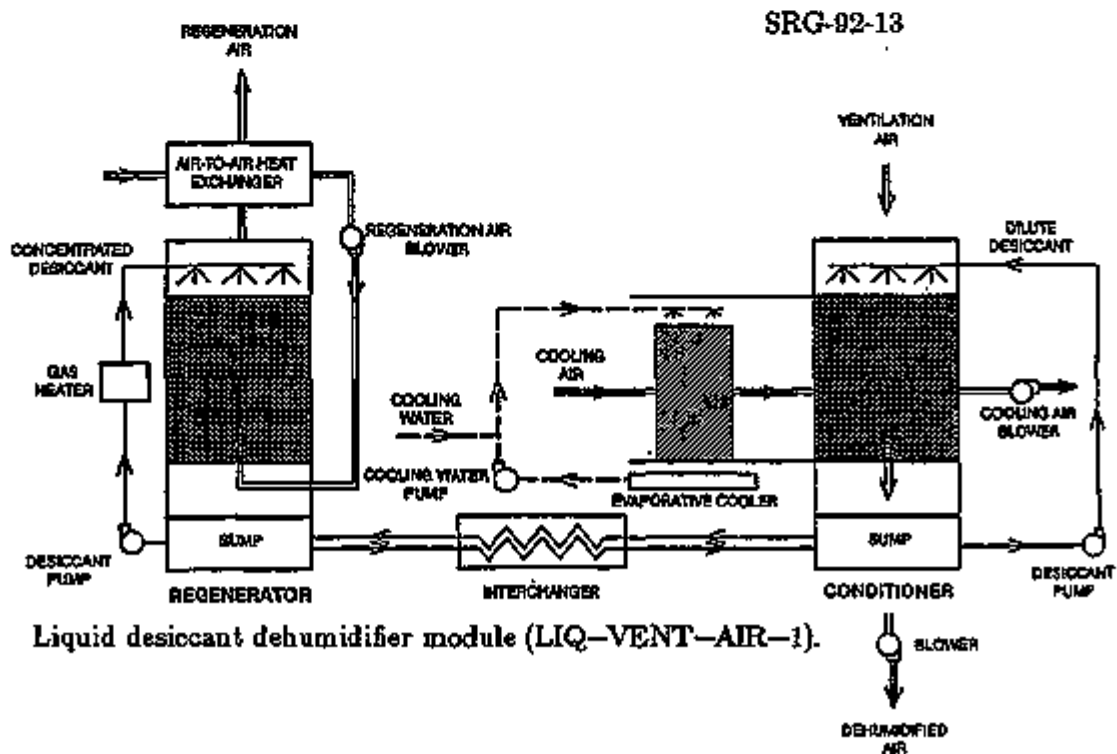 SRG-92-13
REGENERATION
AIR
VENTILATION
AIR
AIR-TO-AIR HEAT
EXCHANGER
REGENERATION AIR
BLOWER
CONCENTRATED
DESICCANT
DILUTE
DESICCANT
GAS
HEATER
COOLING
AIR
COOLING
WATER
COOLING AIR
BLOWER
COOLING WATER
PUMP
EVAPORATIVE COOLER
SUMP
SUMP
DESICCANT
PUMP
DESICCANT
PUMP
REGENERATOR
INTERCHANGER
CONDITIONER
Liquid desiccant dehumidifier module (LIQ-VENT-AIR-1).
BLOWER
DEHUMIDIFIED
AIR